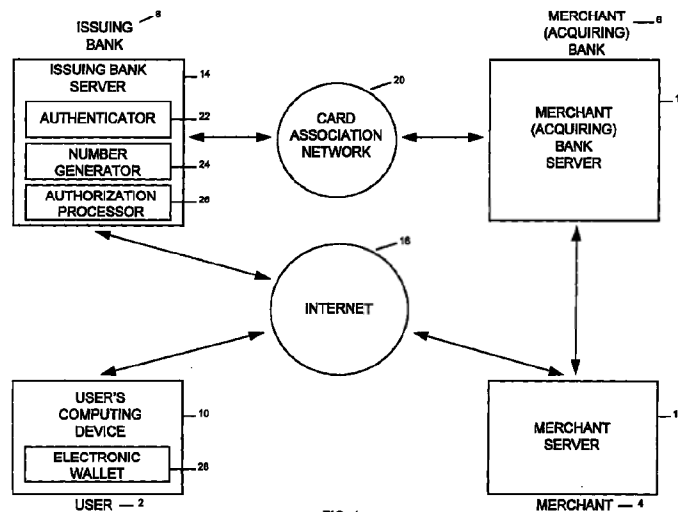 ISSUING BANK 8
ISSUING BANK SERVER 14
AUTHENTICATOR 22
NUMBER GENERATOR 24
AUTHORIZATION PROCESSOR 26
CARD ASSOCIATION NETWORK 20
MERCHANT (ACQUIRING) BANK 6
MERCHANT (ACQUIRING) BANK SERVER 1
INTERNET 18
USER'S COMPUTING DEVICE 10
ELECTRONIC WALLET 28
USER 2
MERCHANT SERVER 1
MERCHANT 4